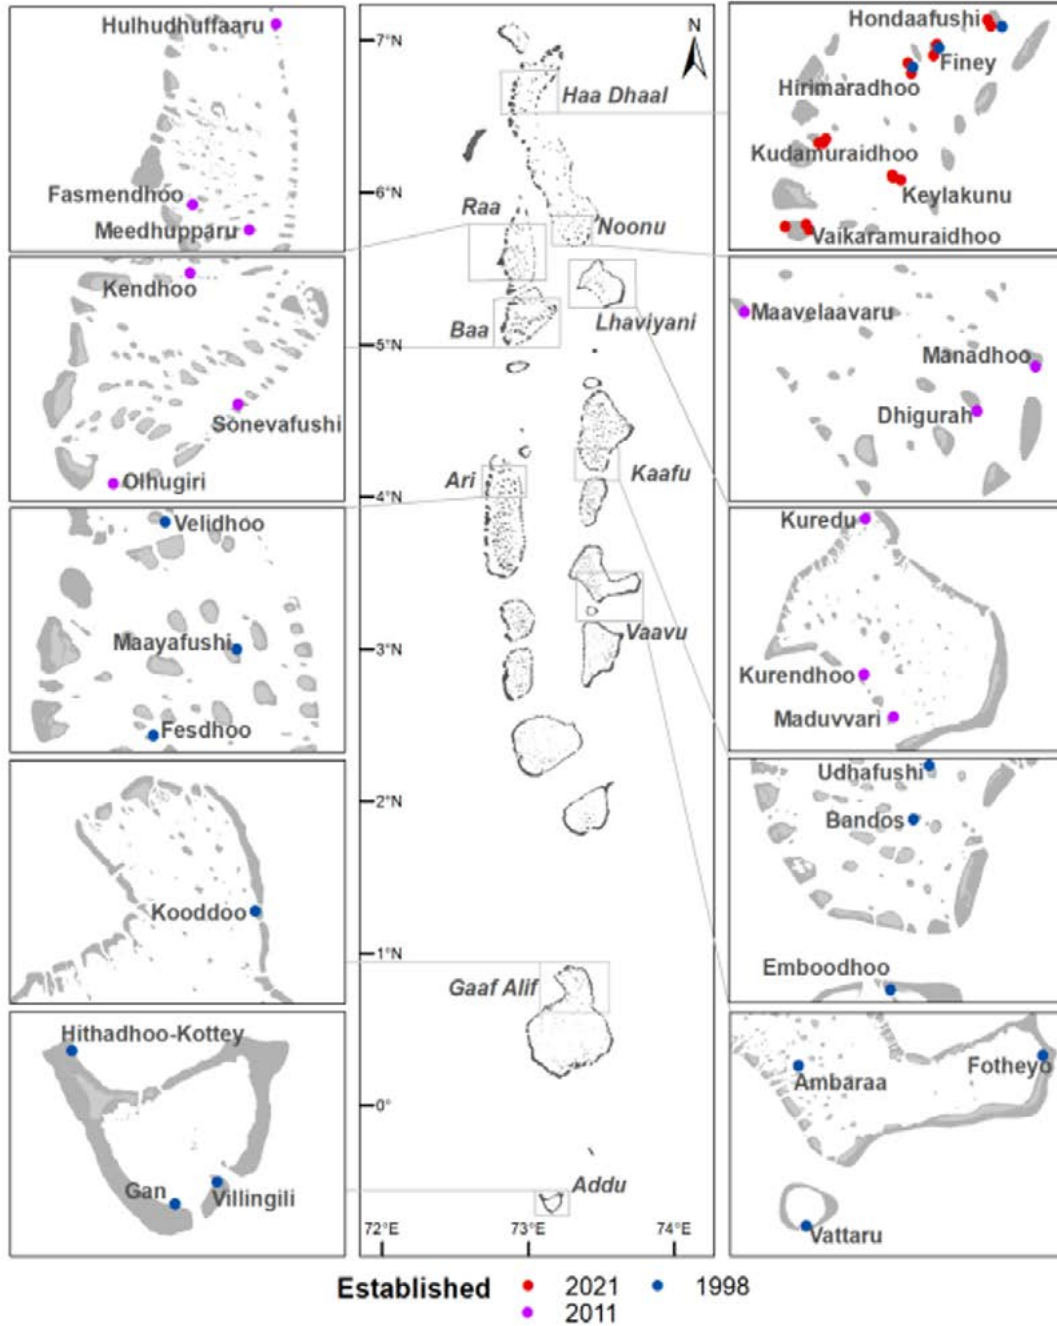 Hulhudhuffaaru
Fasmendhoo
Meedhupparu
Kendhoo
Sonevafushi
Olhugiri
Velidhoo
Maayafushi
Fesdhoo
Kooddoo
Hithadhoo-Kottey
Gan
Villingili
N
7°N
6°N
5°N
4°N
3°N
2°N
1°N
0°
72°E
73°E
74°E
Haa Dhaal
Raa
Noonu
Baa
Lhaviyani
Ari
Kaafu
Vaavu
Gaaf Alif
Addu
Hondaafushi
Finey
Hirimaradhoo
Kudamuraidhoo
Keylakunu
Vaikaramuraidhoo
Maavelaavaru
Manadhoo
Dhigurah
Kuredu
Kurendhoo
Maduvvari
Udhafushi
Bandos
Emboodhoo
Fotheyo
Ambaraa
Vattaru
Established 2021 1998
2011